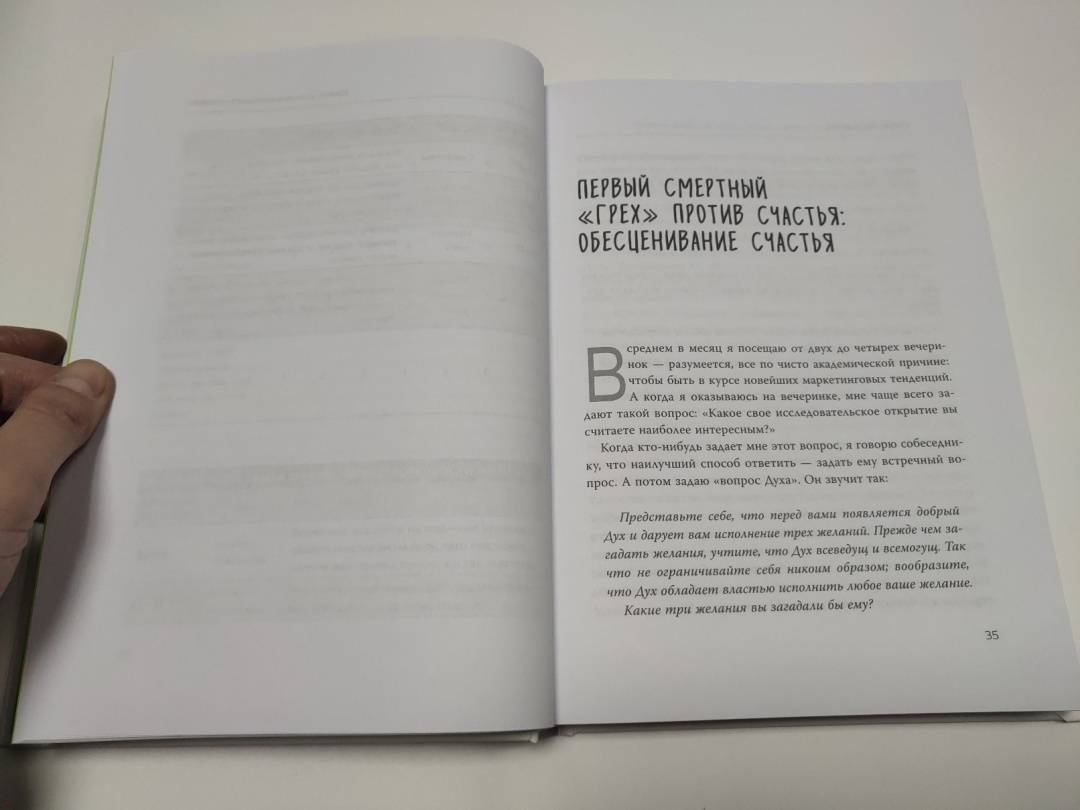 ПЕРВЫЙ СМЕРТНЫЙ
«ГРЕХ» ПРОТИВ СЧАСТЬЯ:
ОБЕСЦЕНИВАНИЕ СЧАСТЬЯ
В среднем в месяц я посещаю от двух до четырех вечери-
нок — разумеется, все по чисто академической причине:
чтобы быть в курсе новейших маркетинговых тенденций.
А когда я оказываюсь на вечеринке, мне чаще всего за-
дают такой вопрос: «Какое свое исследовательское открытие вы
считаете наиболее интересным?»
Когда кто-нибудь задает мне этот вопрос, я говорю собеседни-
ку, что наилучший способ ответить — задать ему встречный во-
прос. А потом задаю «вопрос Духа». Он звучит так:
Представьте себе, что перед вами появляется добрый
Дух и дарует вам исполнение трех желаний. Прежде чем за-
гадать желания, учтите, что Дух всеведущ и всемогущ. Так
что не ограничивайте себя никоим образом; вообразите,
что Дух обладает властью исполнить любое ваше желание.
Какие три желания вы загадали бы ему?
35